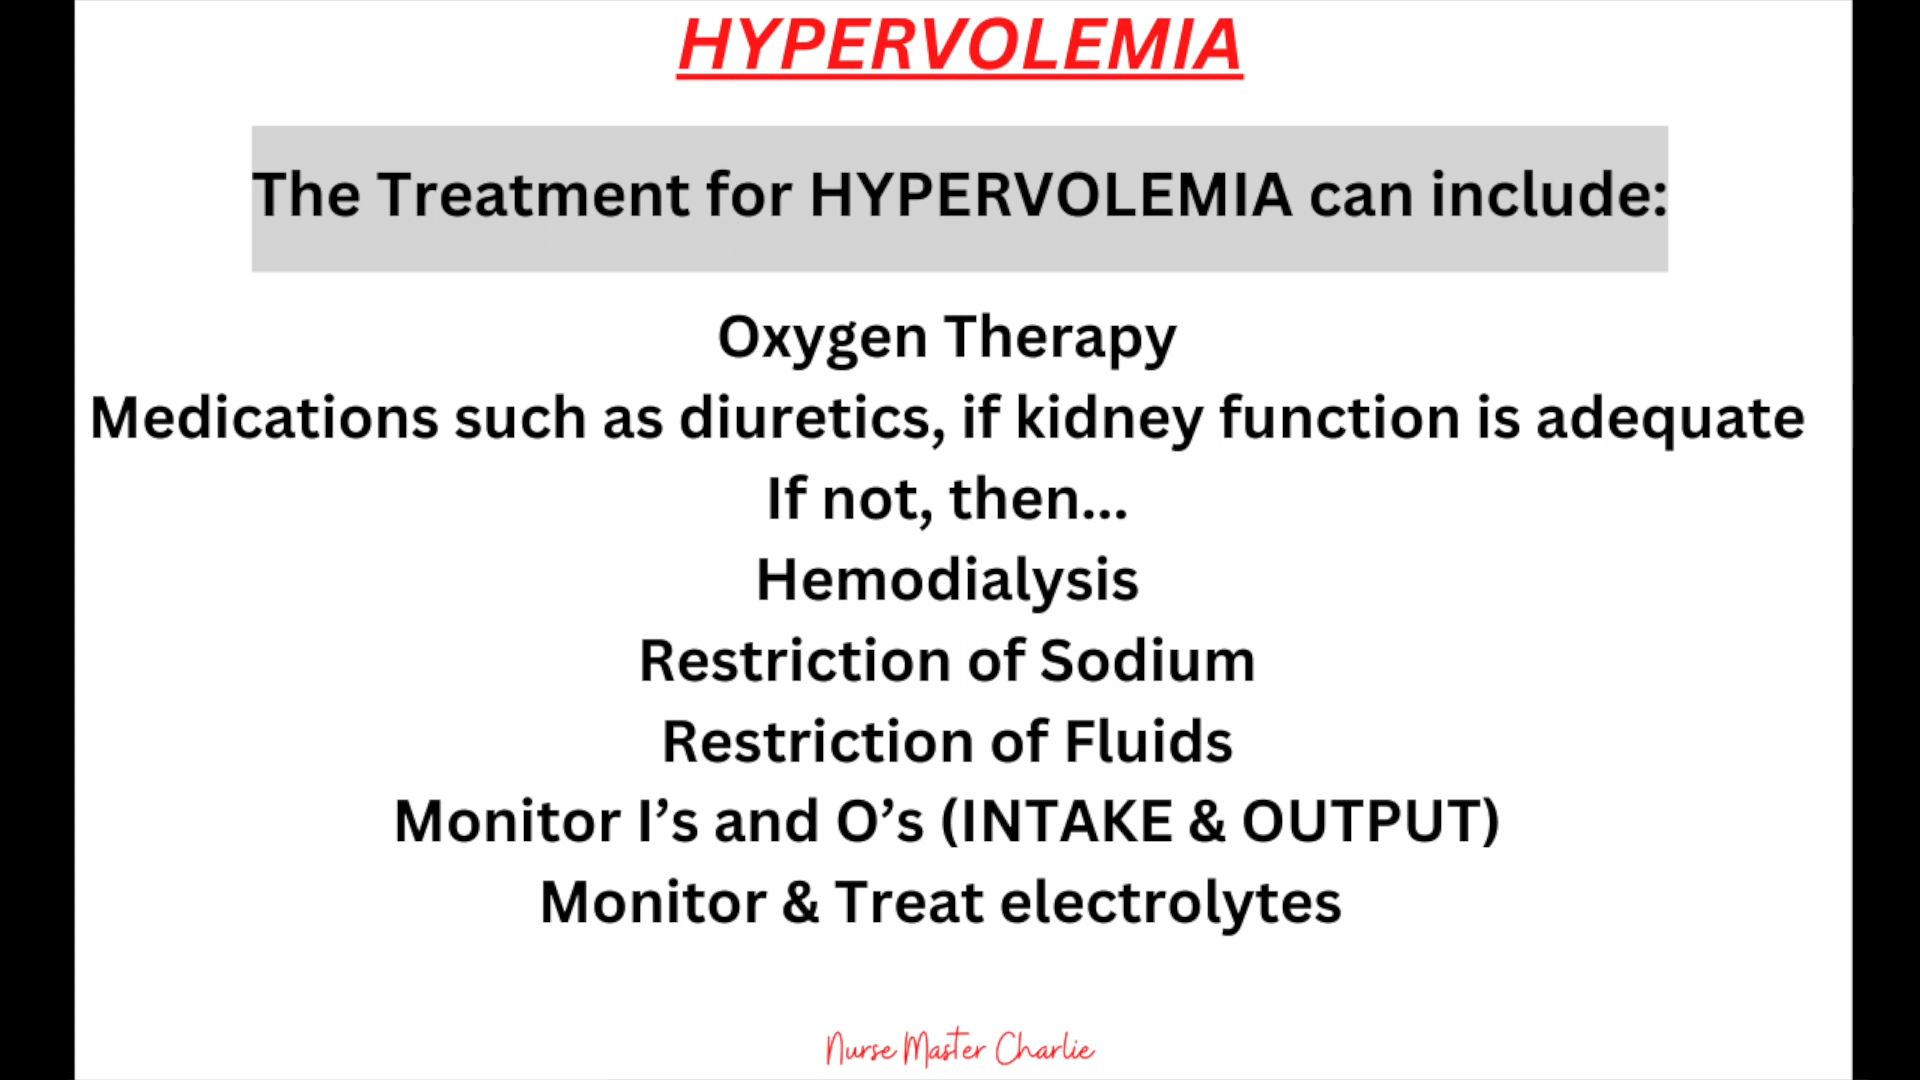 HYPERVOLEMIA
The Treatment for HYPERVOLEMIA can include:
Oxygen Therapy
Medications such as diuretics, if kidney function is adequate
If not, then...
Hemodialysis
Restriction of Sodium
Restriction of Fluids
Monitor I’s and O’s (INTAKE & OUTPUT)
Monitor & Treat electrolytes
Nurse Master Charlie